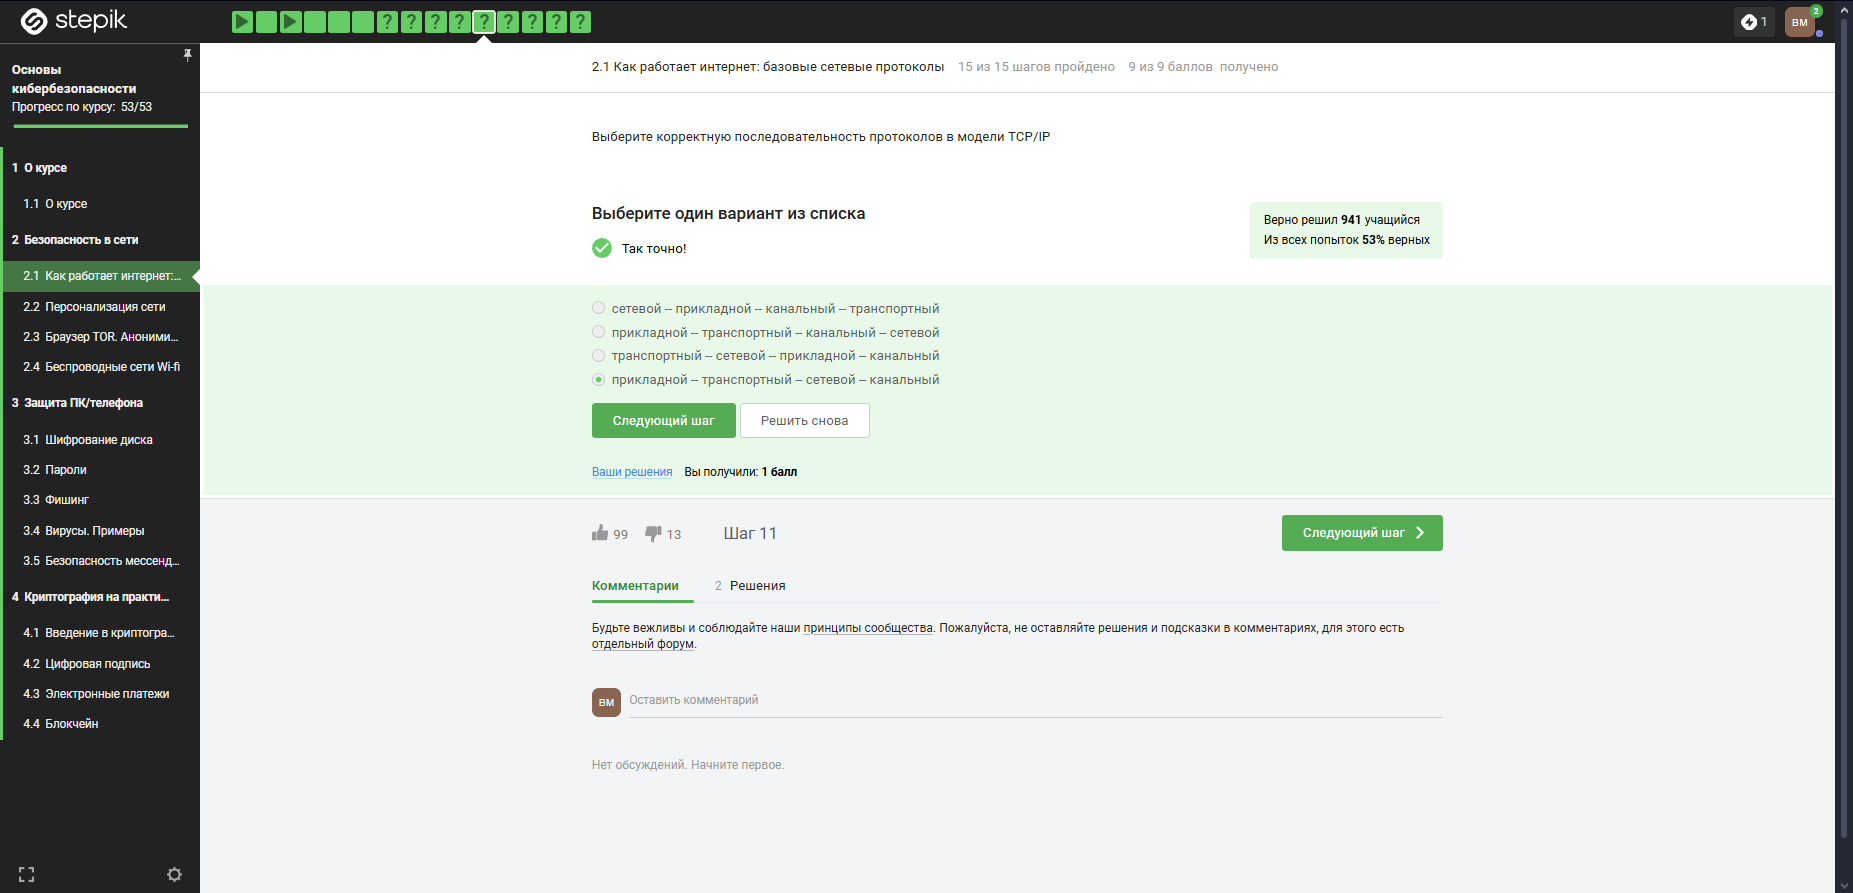 stepik
? ? ? ? ? ? ? ? ?
1
ВМ
2
Основы
кибербезопасности
Прогресс по курсу: 53/53
1 О курсе
1.1 О курсе
2 Безопасность в сети
2.1 Как работает интернет:...
2.2 Персонализация сети
2.3 Браузер TOR. Аноними...
2.4 Беспроводные сети Wi-fi
3 Защита ПК/телефона
3.1 Шифрование диска
3.2 Пароли
3.3 Фишинг
3.4 Вирусы. Примеры
3.5 Безопасность мессенд...
4 Криптография на практи...
4.1 Введение в криптогра...
4.2 Цифровая подпись
4.3 Электронные платежи
4.4 Блокчейн
2.1 Как работает интернет: базовые сетевые протоколы 15 из 15 шагов пройдено 9 из 9 баллов получено
Выберите корректную последовательность протоколов в модели TCP/IP
Выберите один вариант из списка
Так точно!
Верно решил 941 учащийся
Из всех попыток 53% верных
сетевой -- прикладной -- канальный -- транспортный
прикладной -- транспортный -- канальный -- сетевой
транспортный -- сетевой -- прикладной -- канальный
прикладной -- транспортный -- сетевой -- канальный
Следующий шаг Решить снова
Ваши решения Вы получили: 1 балл
99 13 Шаг 11
Следующий шаг
Комментарии 2 Решения
Будьте вежливы и соблюдайте наши принципы сообщества. Пожалуйста, не оставляйте решения и подсказки в комментариях, для этого есть
отдельный форум.
ВМ Оставить комментарий
Нет обсуждений. Начните первое.